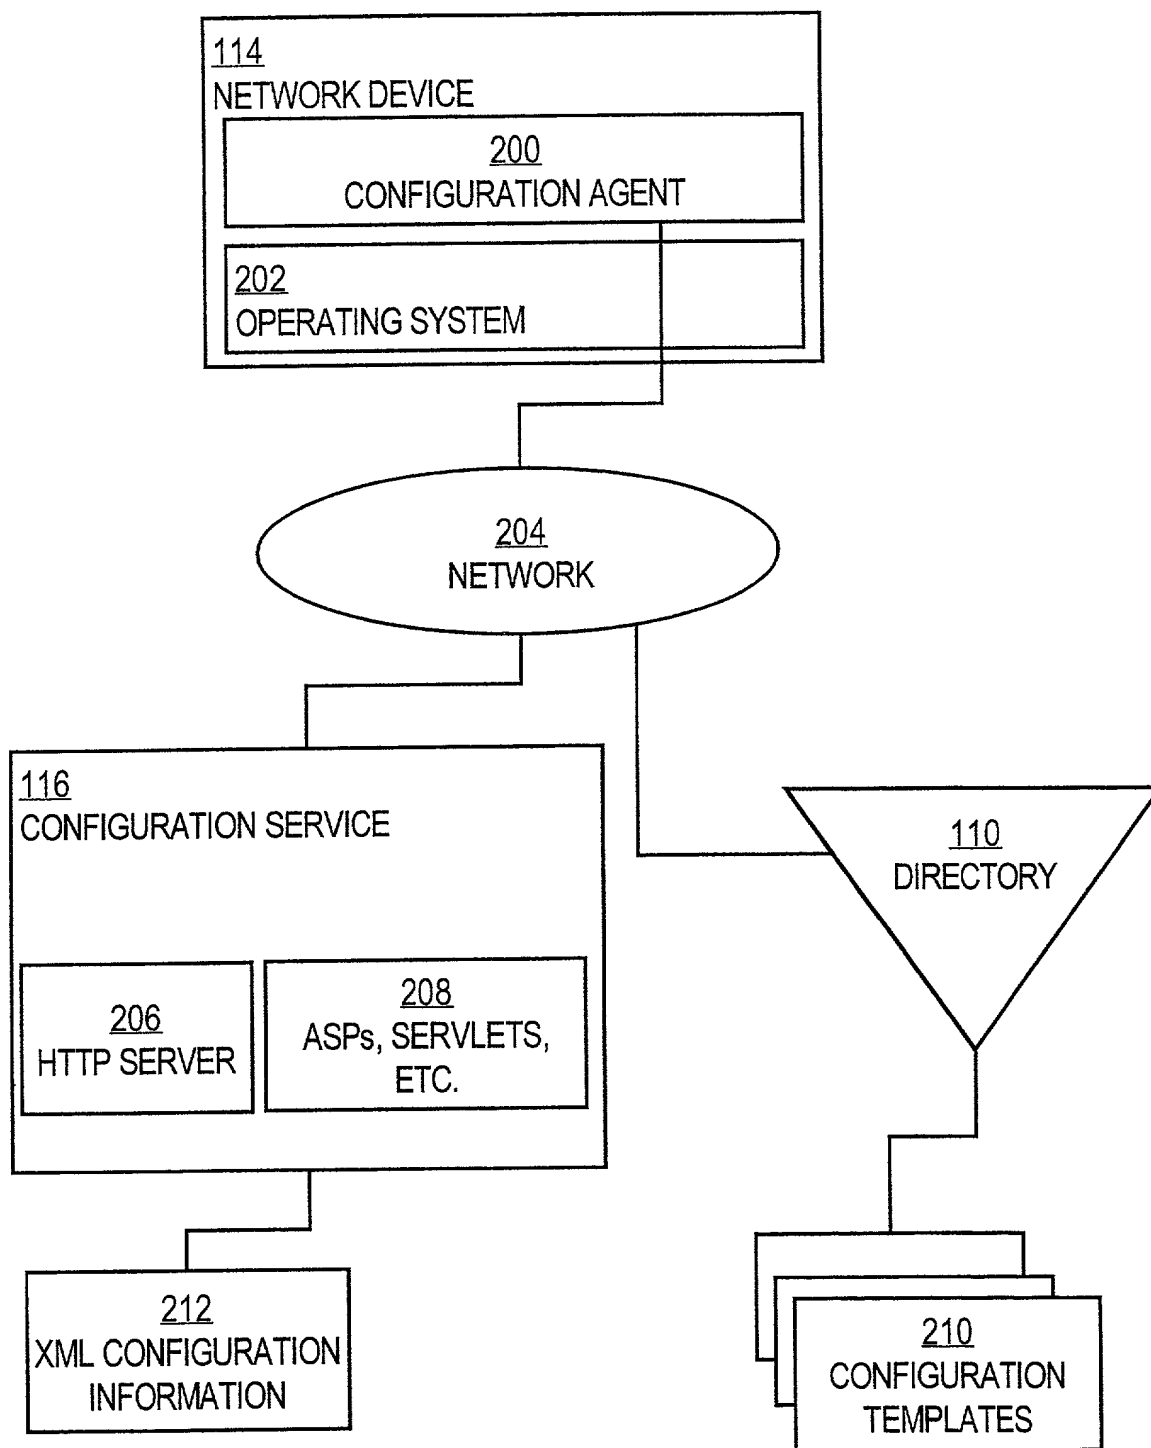 114
NETWORK DEVICE
200
CONFIGURATION AGENT
202
OPERATING SYSTEM
204
NETWORK
116
CONFIGURATION SERVICE
206
HTTP SERVER
208
ASPs, SERVLETS,
ETC.
110
DIRECTORY
212
XML CONFIGURATION
INFORMATION
210
CONFIGURATION
TEMPLATES